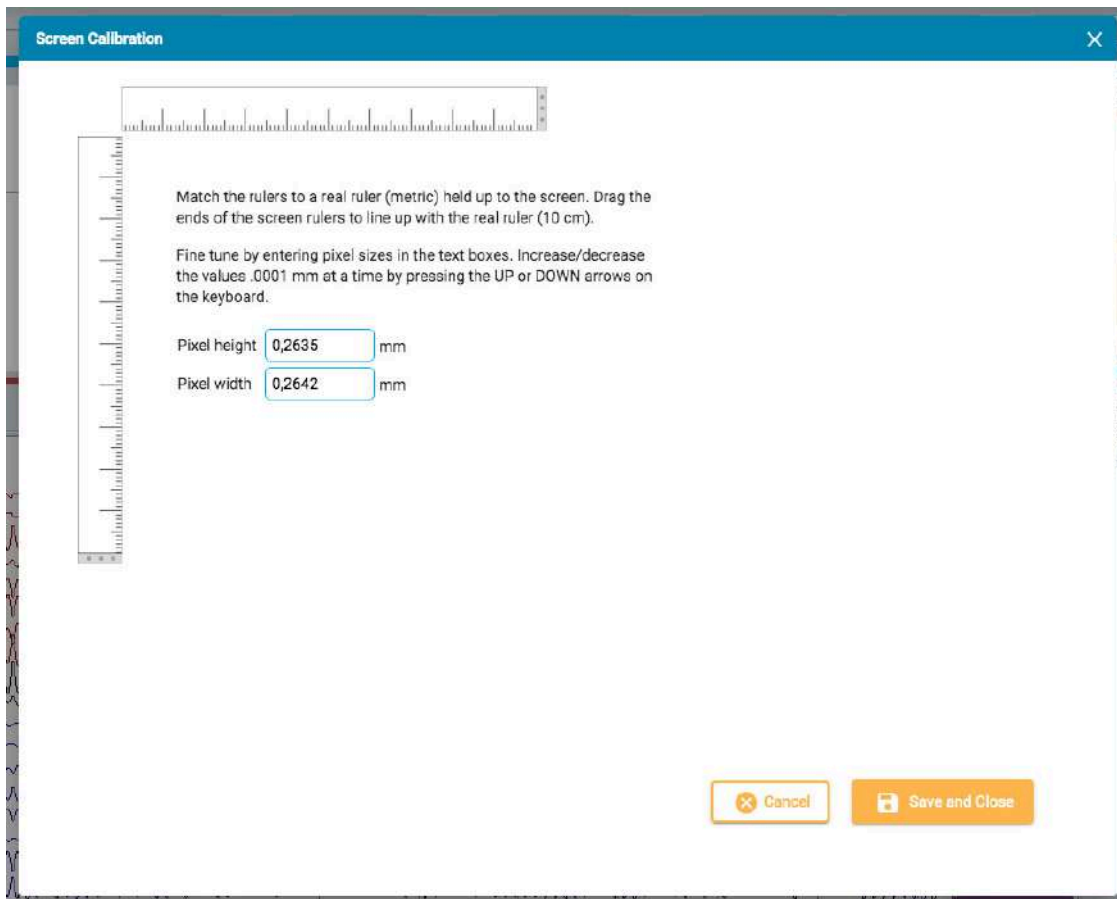 Screen Calibration
Match the rulers to a real ruler (metric) held up to the screen. Drag the
ends of the screen rulers to line up with the real ruler (10 cm).
Fine tune by entering pixel sizes in the text boxes. Increase/decrease
the values .0001 mm at a time by pressing the UP or DOWN arrows on
the keyboard.
Pixel height 0,2635 mm
Pixel width 0,2642 mm
Cancel Save and Close